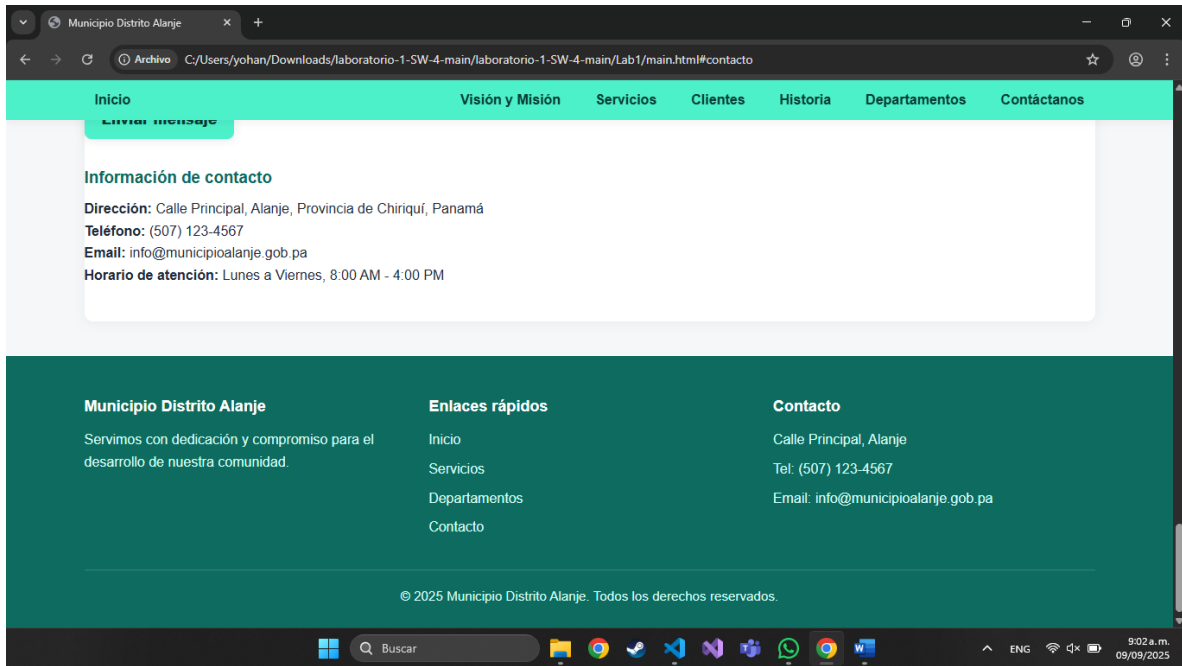 Municipio Distrito Alanje
Archivo C:/Users/yohan/Downloads/laboratorio-1-SW-4-main/laboratorio-1-SW-4-main/Lab1/main.html#contacto
Inicio Visión y Misión Servicios Clientes Historia Departamentos Contáctanos
Enviar mensaje
Información de contacto
Dirección: Calle Principal, Alanje, Provincia de Chiriquí, Panamá
Teléfono: (507) 123-4567
Email: info@municipioalanje.gob.pa
Horario de atención: Lunes a Viernes, 8:00 AM - 4:00 PM
Municipio Distrito Alanje
Servimos con dedicación y compromiso para el
desarrollo de nuestra comunidad.
Enlaces rápidos
Inicio
Servicios
Departamentos
Contacto
Contacto
Calle Principal, Alanje
Tel: (507) 123-4567
Email: info@municipioalanje.gob.pa
© 2025 Municipio Distrito Alanje. Todos los derechos reservados.
Buscar
ENG
9:02 a.m.
09/09/2025